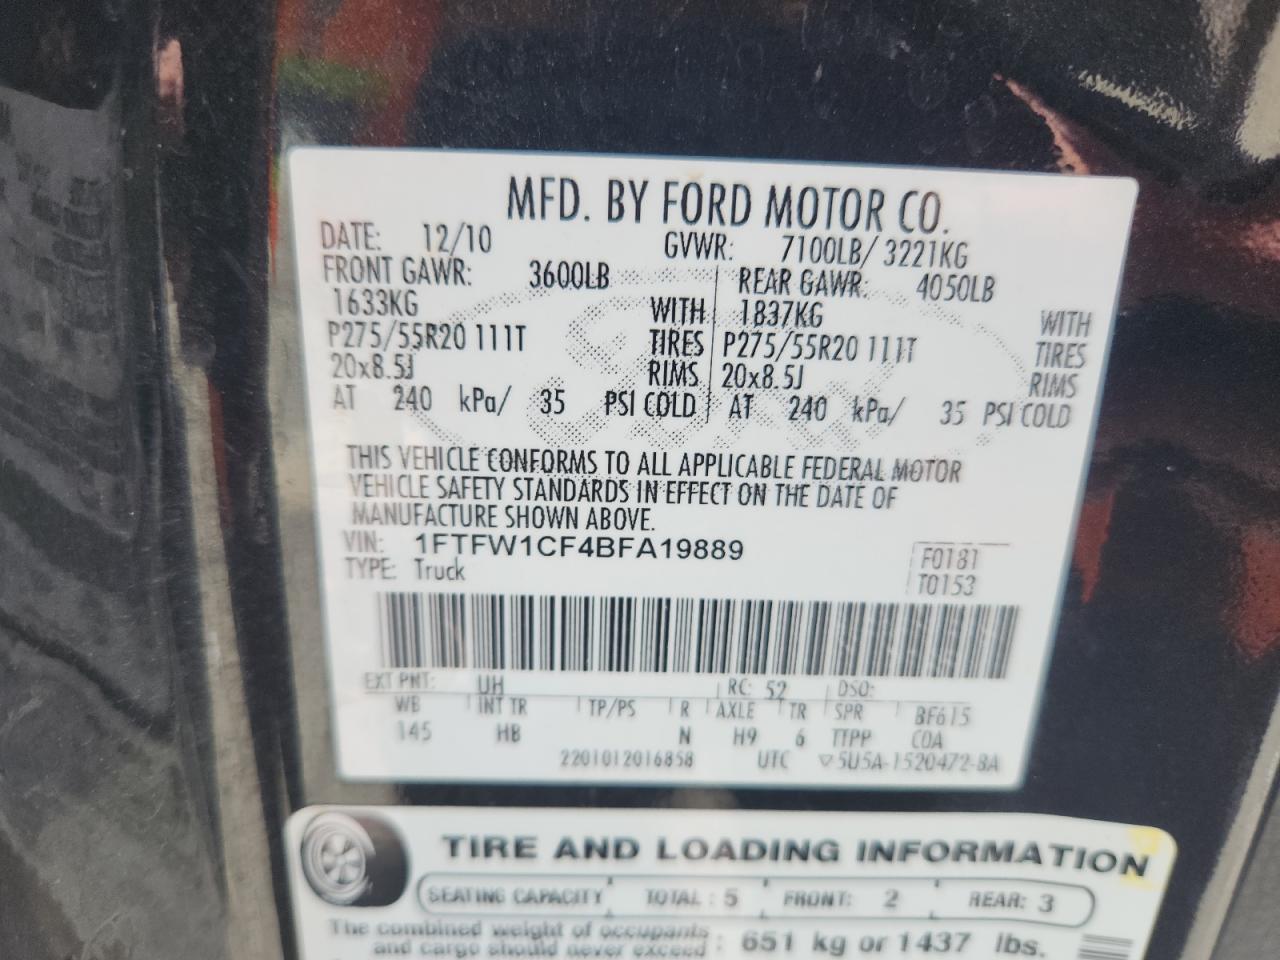 MFD. BY FORD MOTOR CO.
DATE: 12/10 GVWR: 7100LB/ 3221KG
FRONT GAWR: 3600LB REAR GAWR: 4050LB
1633KG WITH 1837KG WITH
P275/55R20 111T TIRES P275/55R20 111T TIRES
20x8.5J RIMS 20x8.5J RIMS
AT 240 kPa/ 35 PSI COLD AT 240 kPa/ 35 PSI COLD
THIS VEHICLE CONFORMS TO ALL APPLICABLE FEDERAL MOTOR
VEHICLE SAFETY STANDARDS IN EFFECT ON THE DATE OF
MANUFACTURE SHOWN ABOVE.
VIN: 1FTFW1CF4BFA19889 F0181
TYPE: Truck T0153
EXT PNT: UH RC: 52 DSO:
WB INT TR TP/PS R AXLE TR SPR BF615
145 HB N H9 6 TTPP CDA
2201012016858 UTC ▽5U5A-1520472-BA
TIRE AND LOADING INFORMATION
SEATING CAPACITY TOTAL : 5 FRONT: 2 REAR: 3
The combined weight of occupants
and cargo should never exceed : 651 kg or 1437 lbs.